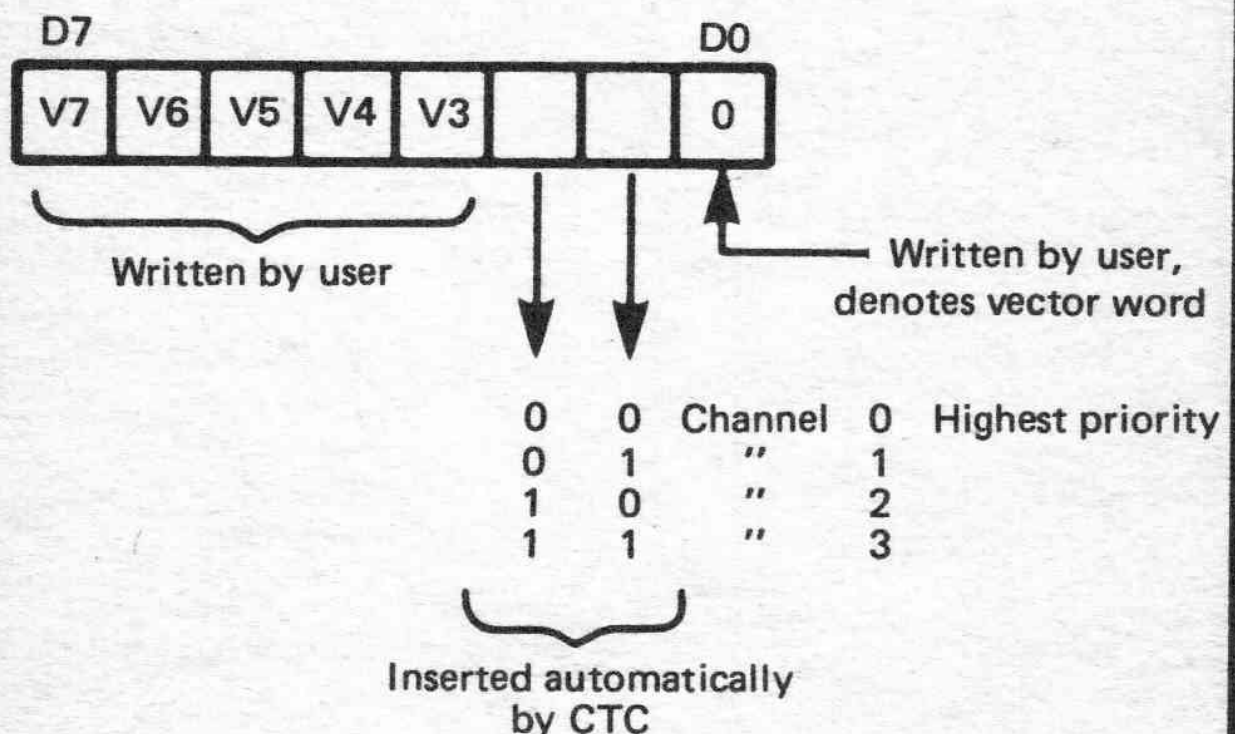 D7 D0
V7 V6 V5 V4 V3 0
Written by user
Written by user,
denotes vector word
0 0 Channel 0 Highest priority
0 1 " 1
1 0 " 2
1 1 " 3
Inserted automatically
by CTC